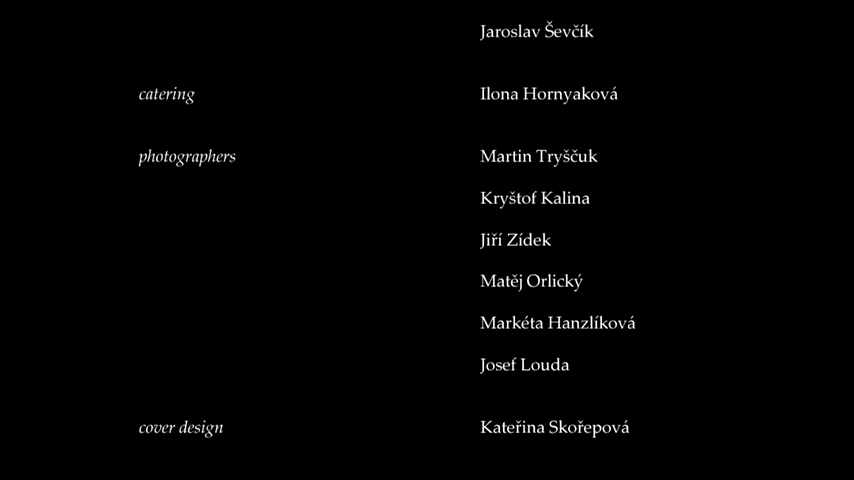 Jaroslav Ševčík
catering Ilona Hornyaková
photographers Martin Tryščuk
Kryštof Kalina
Jiří Zídek
Matěj Orlický
Markéta Hanzlíková
Josef Louda
cover design Kateřina Skořepová